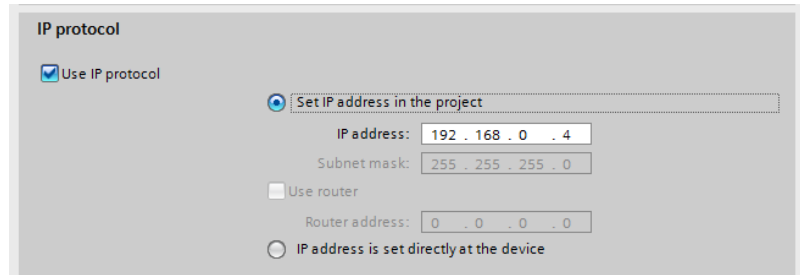 IP protocol
Use IP protocol
Set IP address in the project
IP address: 192 . 168 . 0 . 4
Subnet mask: 255 . 255 . 255 . 0
Use router
Router address: 0 . 0 . 0 . 0
IP address is set directly at the device